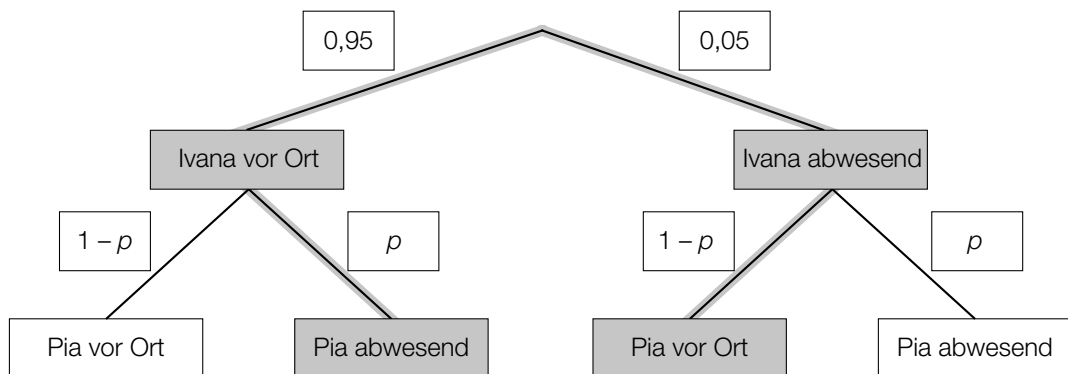 0,95
0,05
Ivana vor Ort
Ivana abwesend
1 – p
p
1 – p
p
Pia vor Ort
Pia abwesend
Pia vor Ort
Pia abwesend